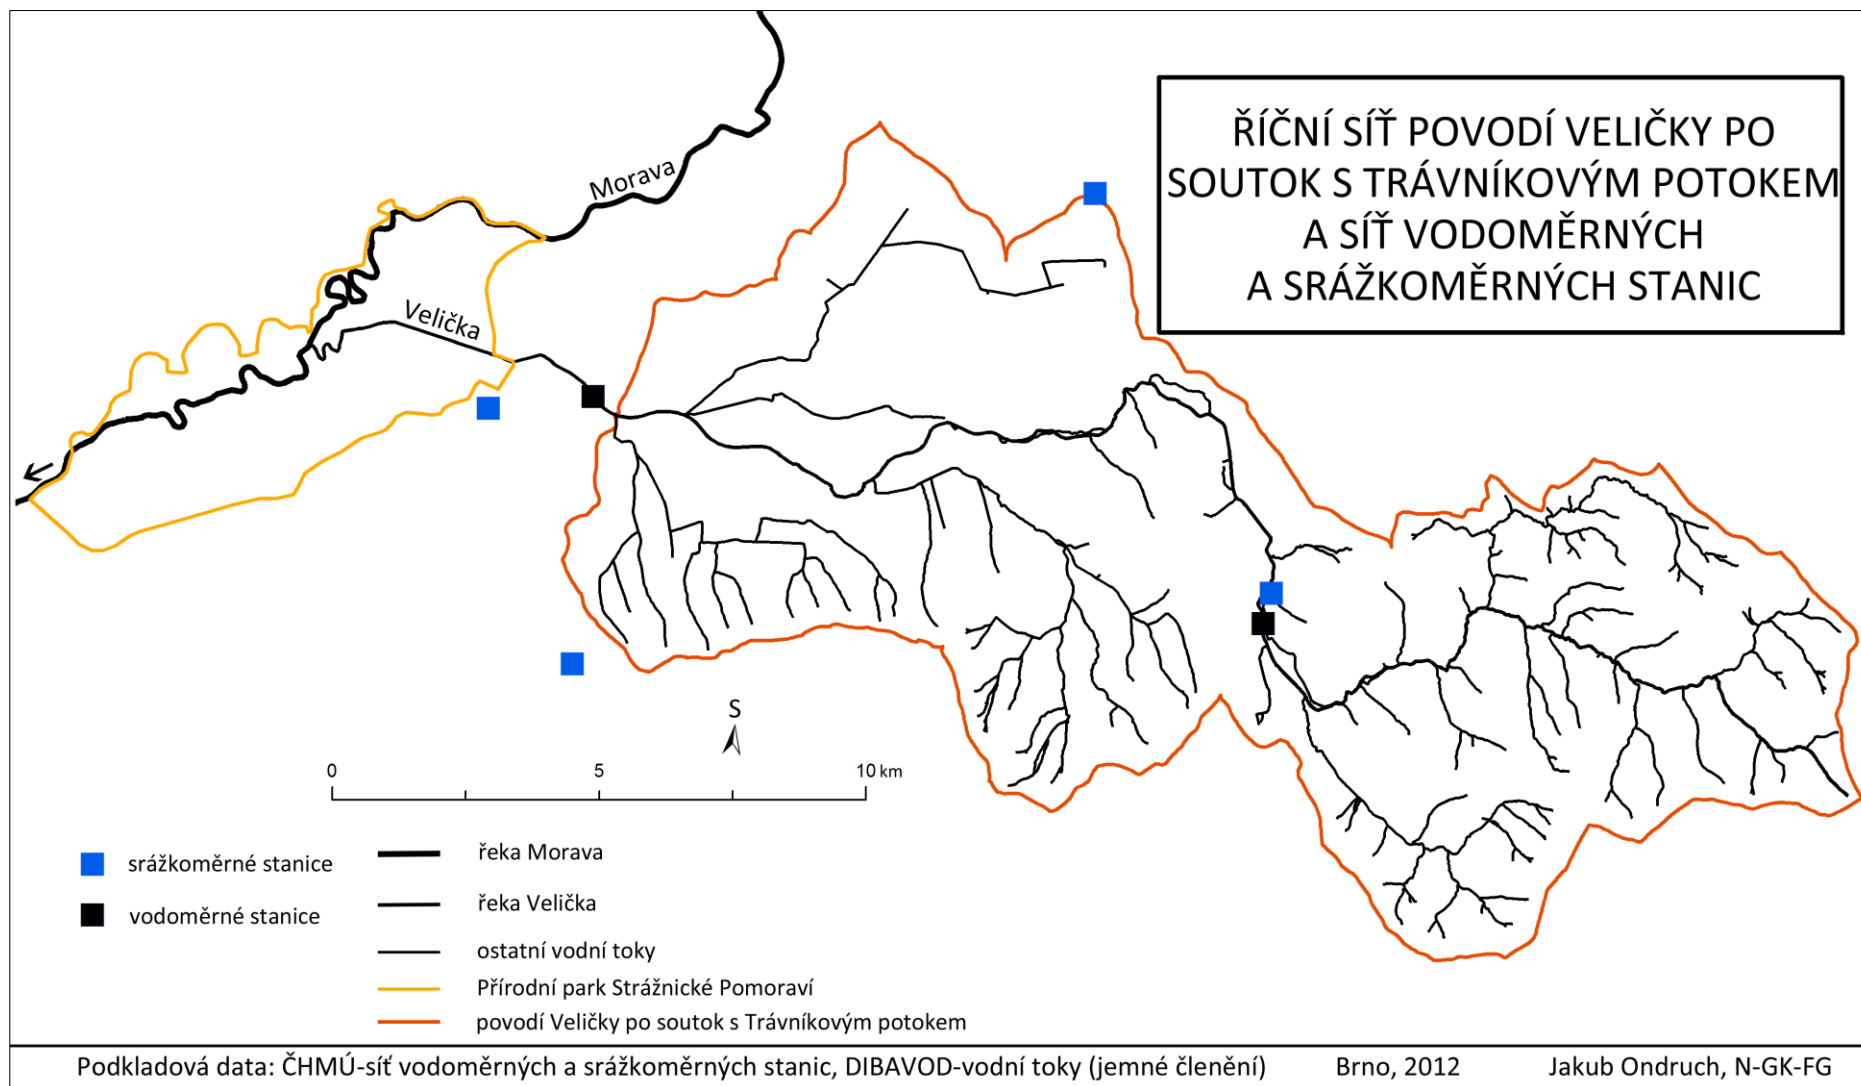 ŘÍČNÍ SÍŤ POVODÍ VELIČKY PO
SOUTOK S TRÁVNÍKOVÝM POTOKEM
A SÍŤ VODOMĚRNÝCH
A SRÁŽKOMĚRNÝCH STANIC
Morava
Velička
S
0 5 10 km
srážkoměrné stanice
vodoměrné stanice
řeka Morava
řeka Velička
ostatní vodní toky
Přírodní park Strážnické Pomoraví
povodí Veličky po soutok s Trávníkovým potokem
Podkladová data: ČHMÚ-síť vodoměrných a srážkoměrných stanic, DIBAVOD-vodní toky (jemné členění) Brno, 2012 Jakub Ondruch, N-GK-FG